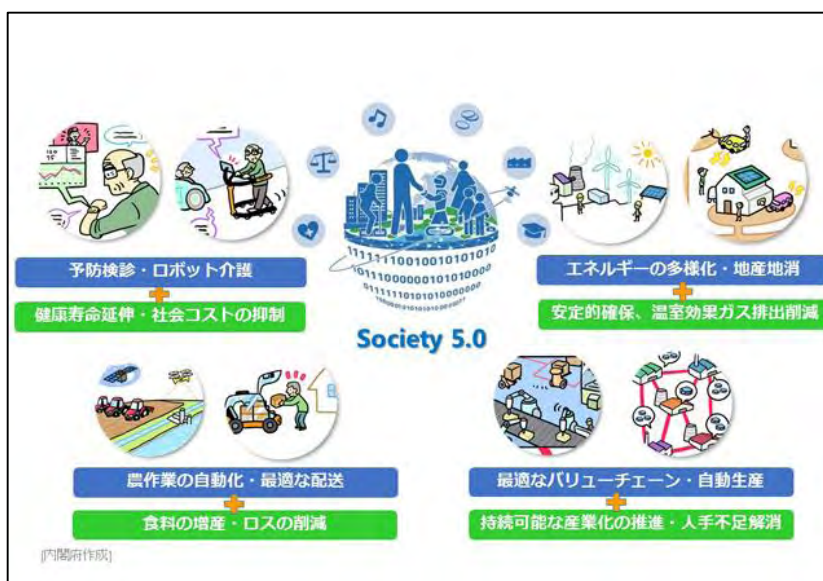 予防検診・ロボット介護
健康寿命延伸・社会コストの抑制
エネルギーの多様化・地産地消
安定的確保、温室効果ガス排出削減
Society 5.0
農作業の自動化・最適な配送
食料の増産・ロスの削減
最適なバリューチェーン・自動生産
持続可能な産業化の推進・人手不足解消
[内閣府作成]